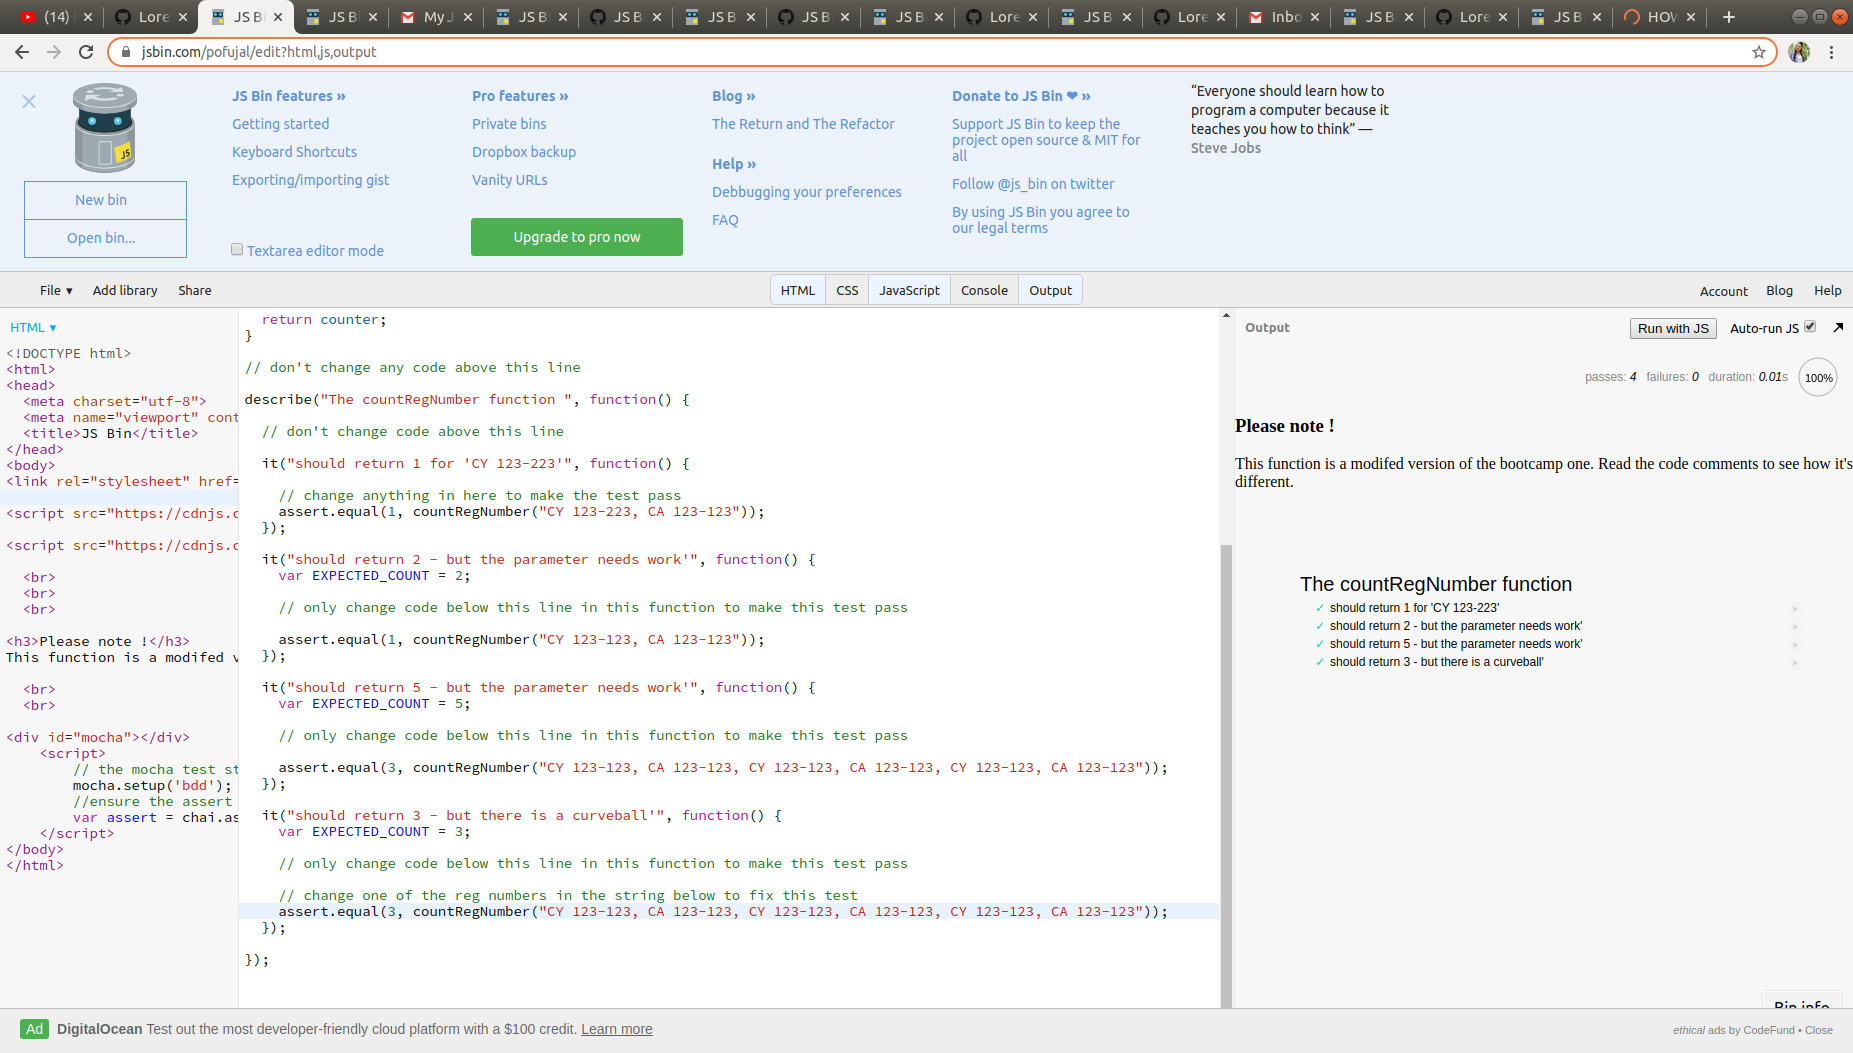 (14)
Lore
JS B
JS B
My J
JS B
JS B
JS B
JS B
JS B
Lore
JS B
Lore
Inbo
JS B
Lore
JS B
HOW
jsbin.com/pofujal/edit?html,js,output
JS Bin features »
Getting started
Keyboard Shortcuts
Exporting/importing gist
Textarea editor mode
Pro features »
Private bins
Dropbox backup
Vanity URLs
Upgrade to pro now
Blog »
The Return and The Refactor
Help »
Debbugging your preferences
FAQ
Donate to JS Bin ❤ »
Support JS Bin to keep the
project open source & MIT for
all
Follow @js_bin on twitter
By using JS Bin you agree to
our legal terms
“Everyone should learn how to
program a computer because it
teaches you how to think” —
Steve Jobs
JS
New bin
Open bin...
File ▾ Add library Share
HTML CSS JavaScript Console Output
Account Blog Help
HTML ▾
<!DOCTYPE html>
<html>
<head>
<meta charset="utf-8">
<meta name="viewport" cont
<title>JS Bin</title>
</head>
<body>
<link rel="stylesheet" href=
<script src="https://cdnjs.c
<script src="https://cdnjs.c
<br>
<br>
<br>
<h3>Please note !</h3>
This function is a modifed v
<br>
<br>
<div id="mocha"></div>
<script>
// the mocha test st
mocha.setup('bdd');
//ensure the assert
var assert = chai.as
</script>
</body>
</html>
return counter;
}
// don't change any code above this line
describe("The countRegNumber function ", function() {
// don't change code above this line
it("should return 1 for 'CY 123-223'", function() {
// change anything in here to make the test pass
assert.equal(1, countRegNumber("CY 123-223, CA 123-123"));
});
it("should return 2 - but the parameter needs work'", function() {
var EXPECTED_COUNT = 2;
// only change code below this line in this function to make this test pass
assert.equal(1, countRegNumber("CY 123-123, CA 123-123"));
});
it("should return 5 - but the parameter needs work'", function() {
var EXPECTED_COUNT = 5;
// only change code below this line in this function to make this test pass
assert.equal(3, countRegNumber("CY 123-123, CA 123-123, CY 123-123, CA 123-123, CY 123-123, CA 123-123"));
});
it("should return 3 - but there is a curveball'", function() {
var EXPECTED_COUNT = 3;
// only change code below this line in this function to make this test pass
// change one of the reg numbers in the string below to fix this test
assert.equal(3, countRegNumber("CY 123-123, CA 123-123, CY 123-123, CA 123-123, CY 123-123, CA 123-123"));
});
});
Output
Run with JS Auto-run JS
passes: 4 failures: 0 duration: 0.01s 100%
Please note !
This function is a modifed version of the bootcamp one. Read the code comments to see how it's
different.
The countRegNumber function
✓ should return 1 for 'CY 123-223'
✓ should return 2 - but the parameter needs work'
✓ should return 5 - but the parameter needs work'
✓ should return 3 - but there is a curveball'
Bin info
Ad DigitalOcean Test out the most developer-friendly cloud platform with a $100 credit. Learn more
ethical ads by CodeFund • Close